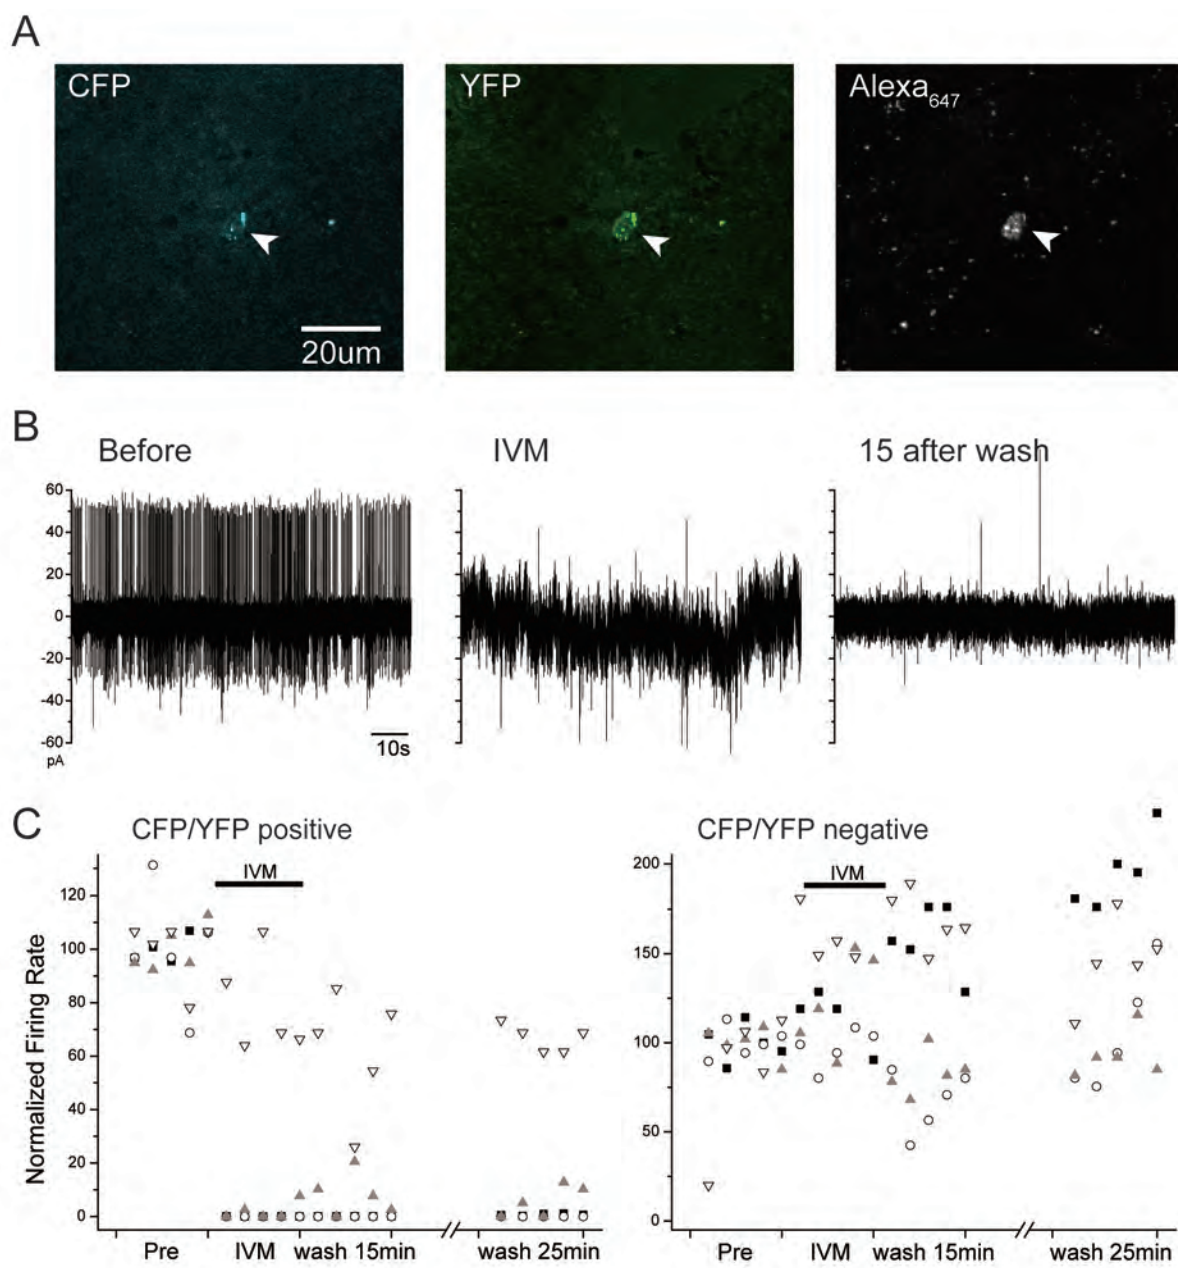 A
CFP
YFP
Alexa647
20um
B
Before
IVM
15 after wash
60
40
20
0
-20
-40
-60
pA
10s
C
CFP/YFP positive
CFP/YFP negative
IVM
IVM
Normalized Firing Rate
120
100
80
60
40
20
0
200
150
100
50
0
Pre
IVM
wash 15min
wash 25min
Pre
IVM
wash 15min
wash 25min